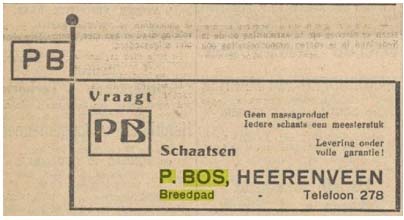 PB
Vraagt
PB
Schaatsen
Geen massaproduct
Iedere schaats een meesterstuk
Levering onder
volle garantie!
P. BOS, HEERENVEEN
Breedpad - Telefoon 278